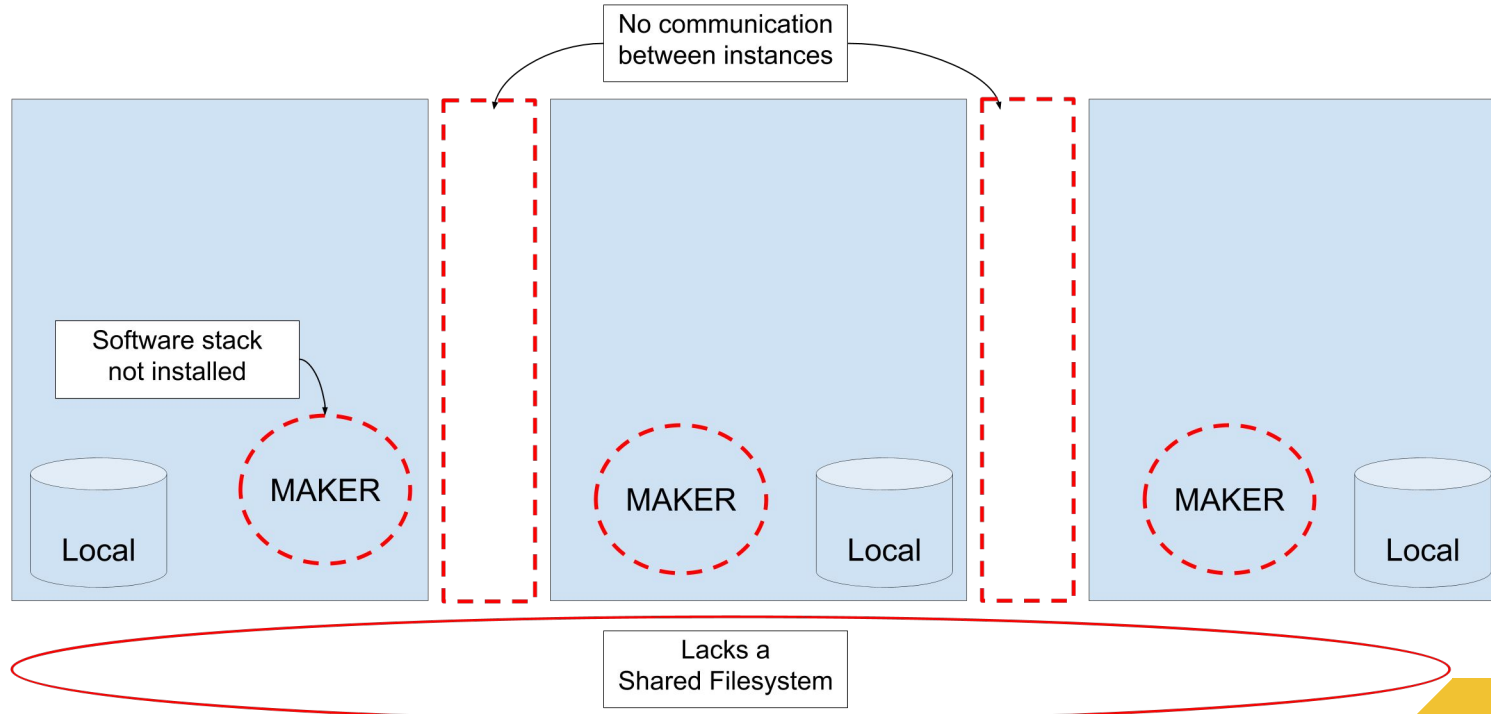 No communication
between instances
Software stack
not installed
MAKER
Local
MAKER
Local
MAKER
Local
Lacks a
Shared Filesystem